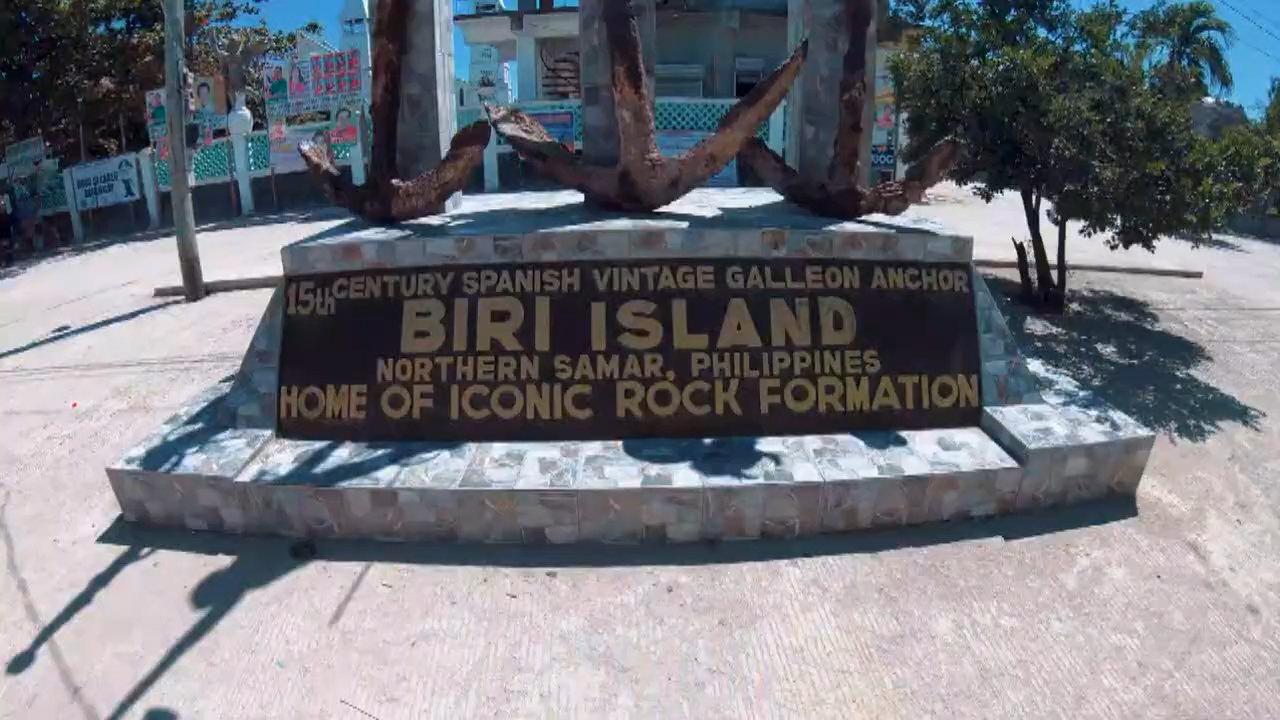 15th CENTURY SPANISH VINTAGE GALLEON ANCHOR
BIRI ISLAND
NORTHERN SAMAR, PHILIPPINES
HOME OF ICONIC ROCK FORMATION